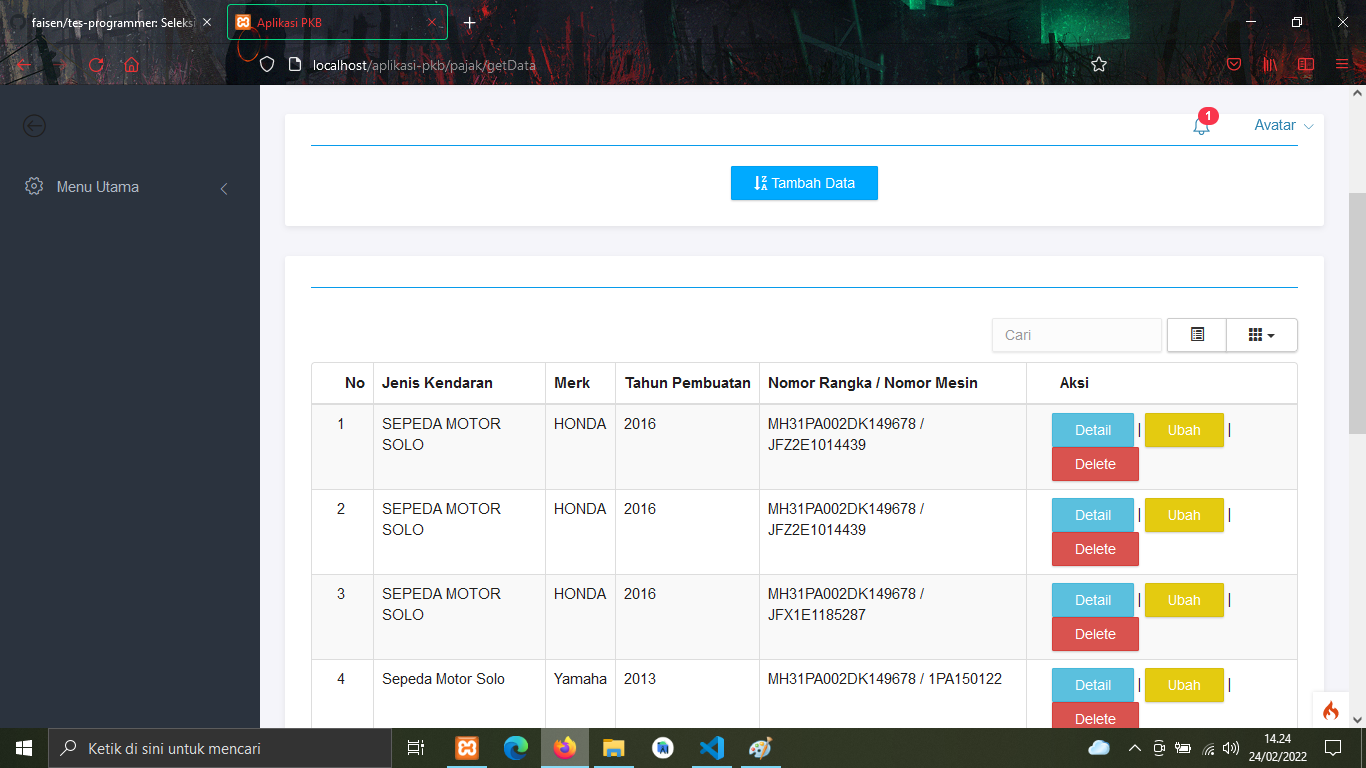 faisen/tes-programmer: Seleksi
Aplikasi PKB
localhost/aplikasi-pkb/pajak/getData
1
Avatar
Menu Utama
Tambah Data
Cari
No Jenis Kendaran Merk Tahun Pembuatan Nomor Rangka / Nomor Mesin Aksi
1 SEPEDA MOTOR SOLO HONDA 2016 MH31PA002DK149678 / JFZ2E1014439 Detail | Ubah | Delete
2 SEPEDA MOTOR SOLO HONDA 2016 MH31PA002DK149678 / JFZ2E1014439 Detail | Ubah | Delete
3 SEPEDA MOTOR SOLO HONDA 2016 MH31PA002DK149678 / JFX1E1185287 Detail | Ubah | Delete
4 Sepeda Motor Solo Yamaha 2013 MH31PA002DK149678 / 1PA150122 Detail | Ubah | Delete
Ketik di sini untuk mencari
14.24
24/02/2022